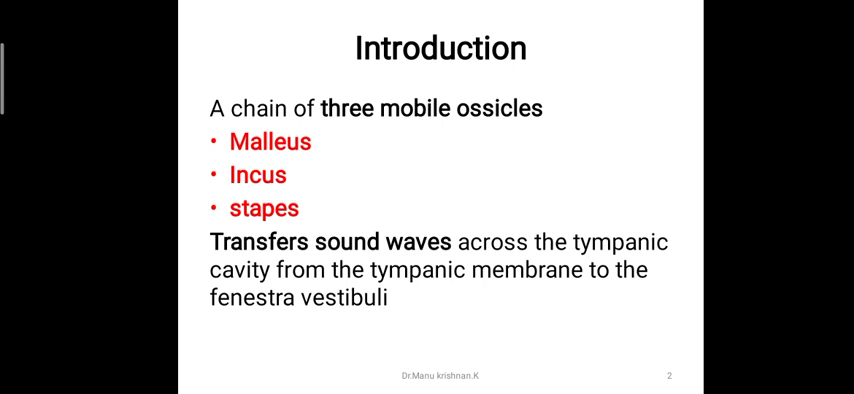 Introduction
A chain of three mobile ossicles
• Malleus
• Incus
• stapes
Transfers sound waves across the tympanic
cavity from the tympanic membrane to the
fenestra vestibuli
Dr.Manu krishnan.K
2